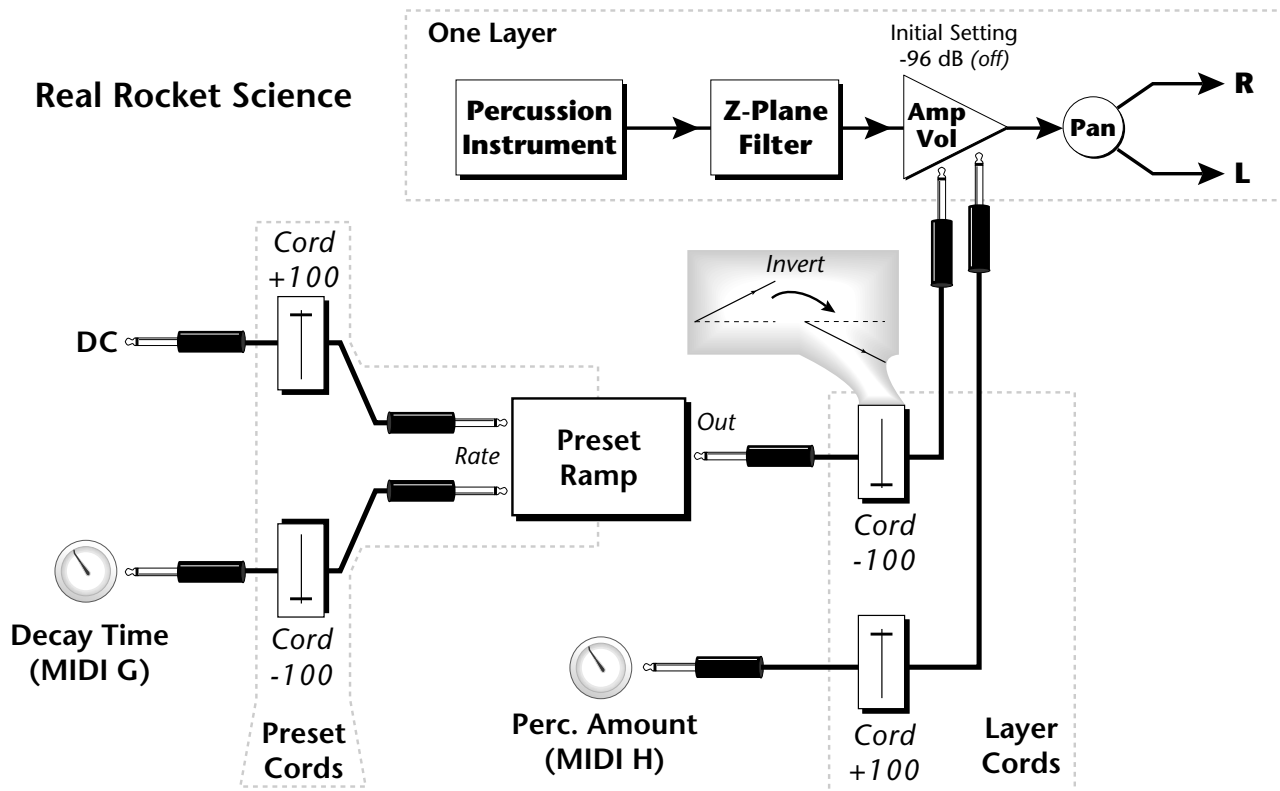 One Layer
Initial Setting
-96 dB (off)
Real Rocket Science
Percussion
Instrument
Z-Plane
Filter
Amp
Vol
Pan
R
L
Cord
+100
Invert
DC
Rate
Preset
Ramp
Out
Cord
-100
Decay Time
(MIDI G)
Cord
-100
Preset
Cords
Perc. Amount
(MIDI H)
Cord
+100
Layer
Cords